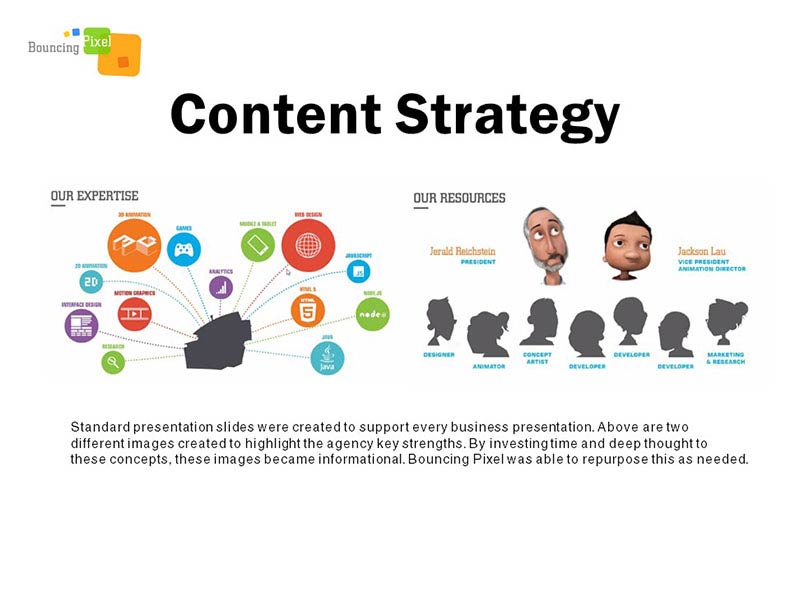 Bouncing Pixel
Content Strategy
OUR EXPERTISE
3D ANIMATION
GAMES
MOBILE & TABLET
WEB DESIGN
2D ANIMATION
2D
ANALYTICS
JAVASCRIPT
JS
INTERFACE DESIGN
MOTION GRAPHICS
HTML 5
HTML
5
NODE.JS
node
RESEARCH
JAVA
Java
OUR RESOURCES
Jerald Reichstein
PRESIDENT
Jackson Lau
VICE PRESIDENT
ANIMATION DIRECTOR
DESIGNER
ANIMATOR
CONCEPT
ARTIST
DEVELOPER
DEVELOPER
DEVELOPER
MARKETING
& RESEARCH
Standard presentation slides were created to support every business presentation. Above are two
different images created to highlight the agency key strengths. By investing time and deep thought to
these concepts, these images became informational. Bouncing Pixel was able to repurpose this as needed.